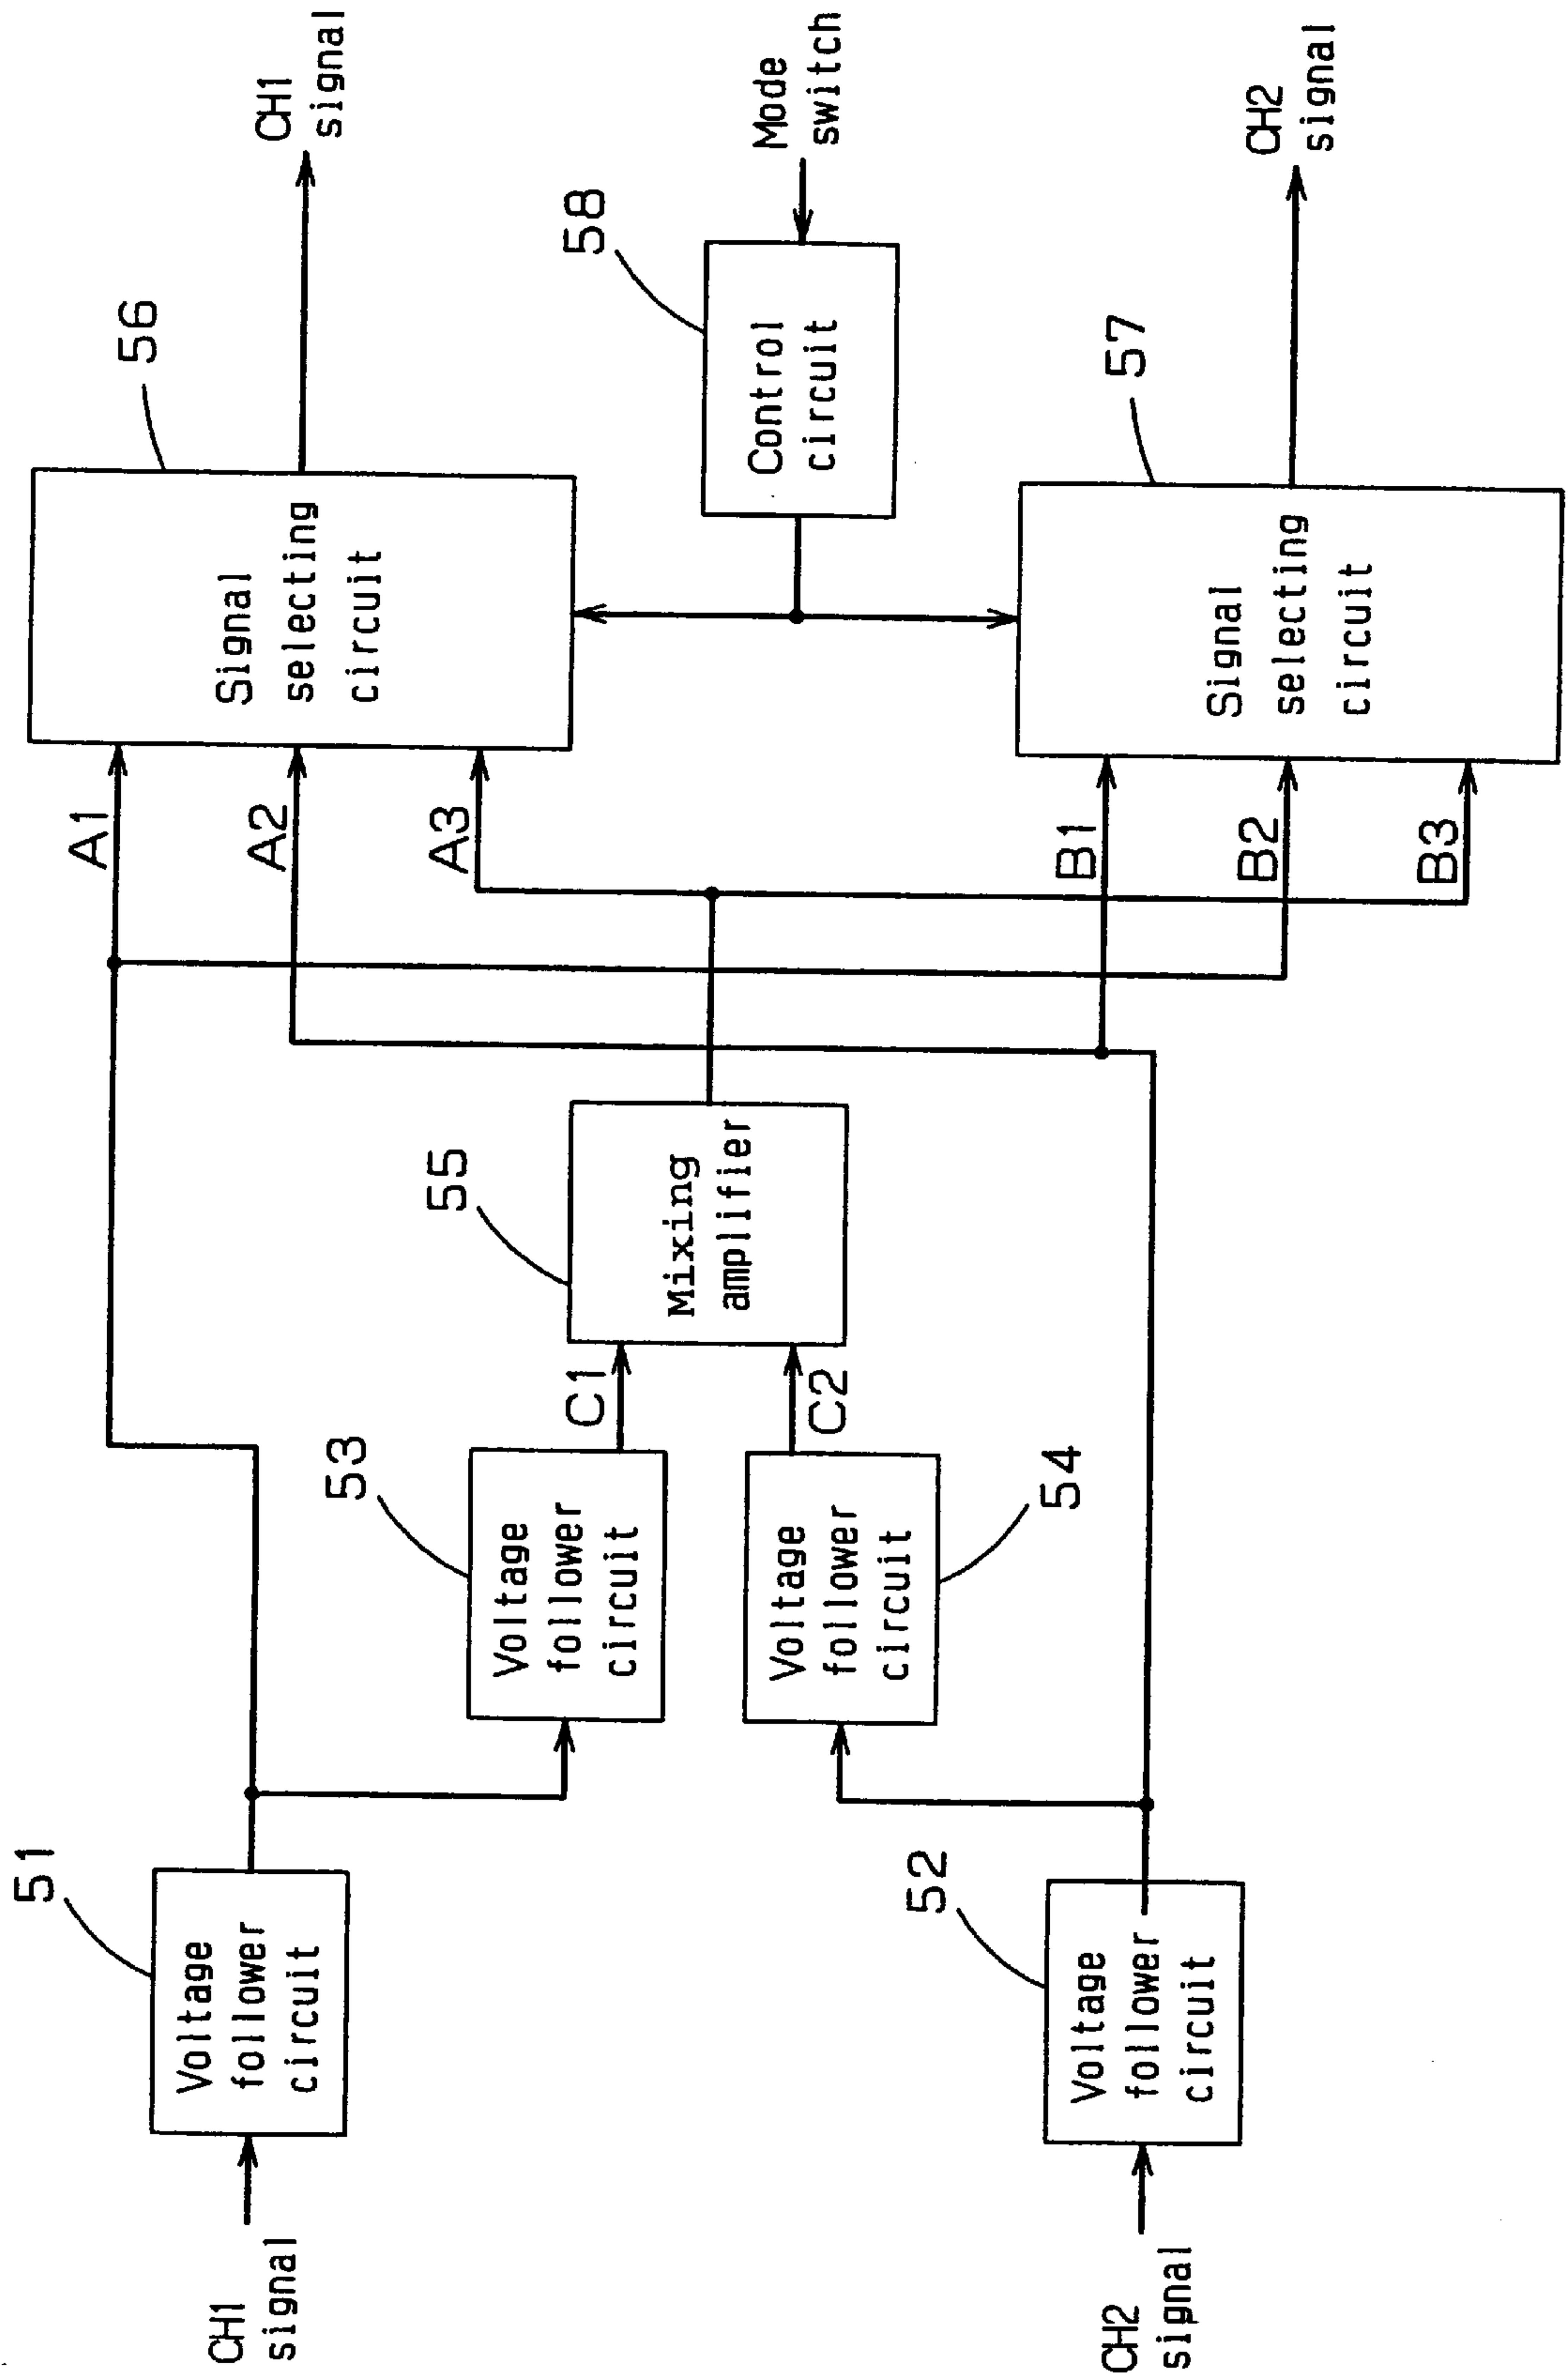 CH1
signal
51
Voltage
follower
circuit
53
Voltage
follower
circuit
C1
55
Mixing
amplifier
A1
A2
A3
56
Signal
selecting
circuit
CH1
signal
58
Control
circuit
Mode
switch
CH2
signal
52
Voltage
follower
circuit
54
Voltage
follower
circuit
C2
B1
B2
B3
57
Signal
selecting
circuit
CH2
signal